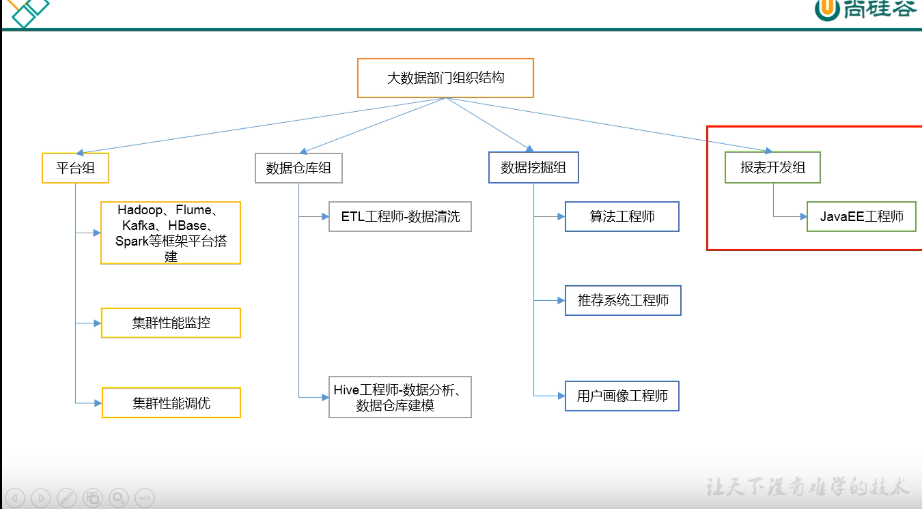 尚硅谷
大数据部门组织结构
平台组
数据仓库组
数据挖掘组
报表开发组
Hadoop、Flume、
Kafka、HBase、
Spark等框架平台搭
建
ETL工程师-数据清洗
算法工程师
JavaEE工程师
集群性能监控
推荐系统工程师
集群性能调优
Hive工程师-数据分析、
数据仓库建模
用户画像工程师
让天下没有难学的技术